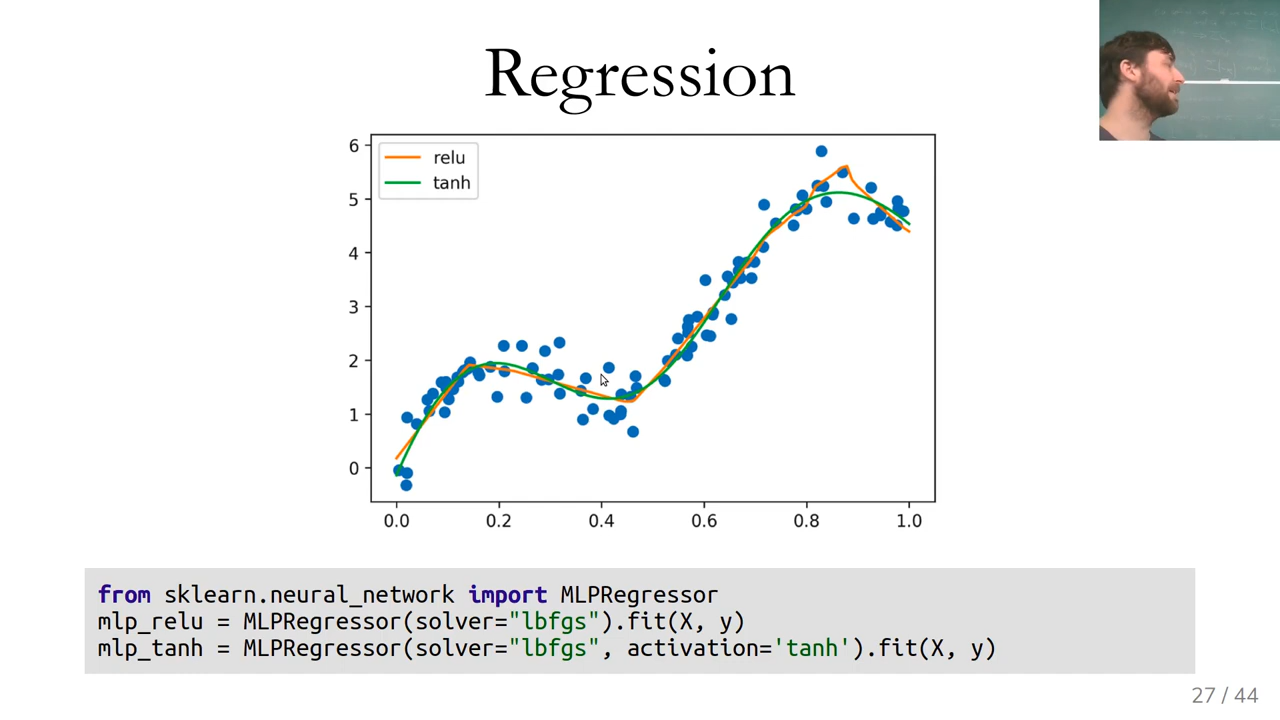 Regression
relu
tanh
6
5
4
3
2
1
0
0.0 0.2 0.4 0.6 0.8 1.0
from sklearn.neural_network import MLPRegressor
mlp_relu = MLPRegressor(solver="lbfgs").fit(X, y)
mlp_tanh = MLPRegressor(solver="lbfgs", activation='tanh').fit(X, y)
27 / 44